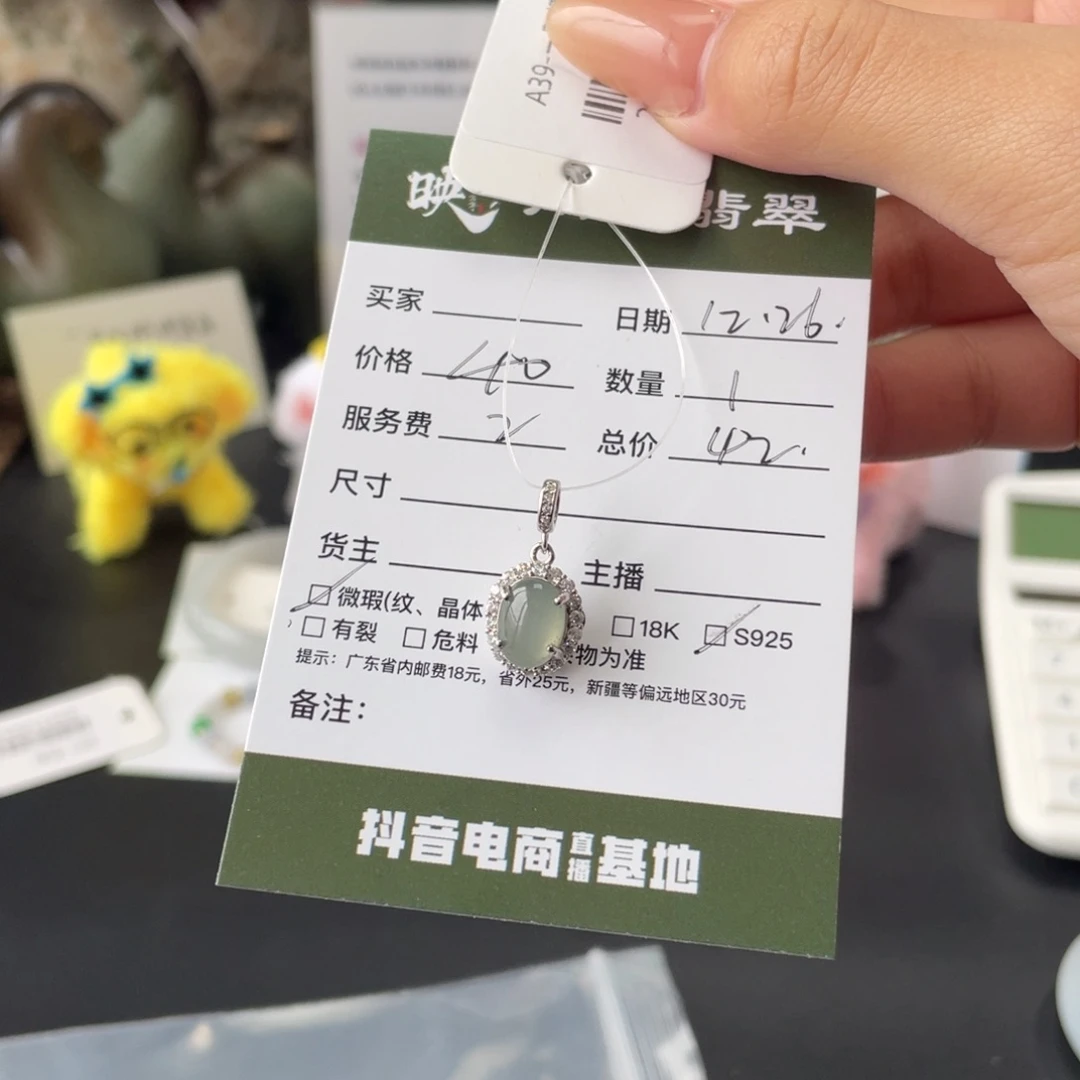 A39-
映 翡翠
买家 日期 12.26.
价格 40 数量 1
服务费 2 总价 42.
尺寸
货主 主播
微瑕(纹、晶体 18K S925
有裂 危料 物为准
提示：广东省内邮费18元，省外25元，新疆等偏远地区30元
备注：
抖音电商直播基地